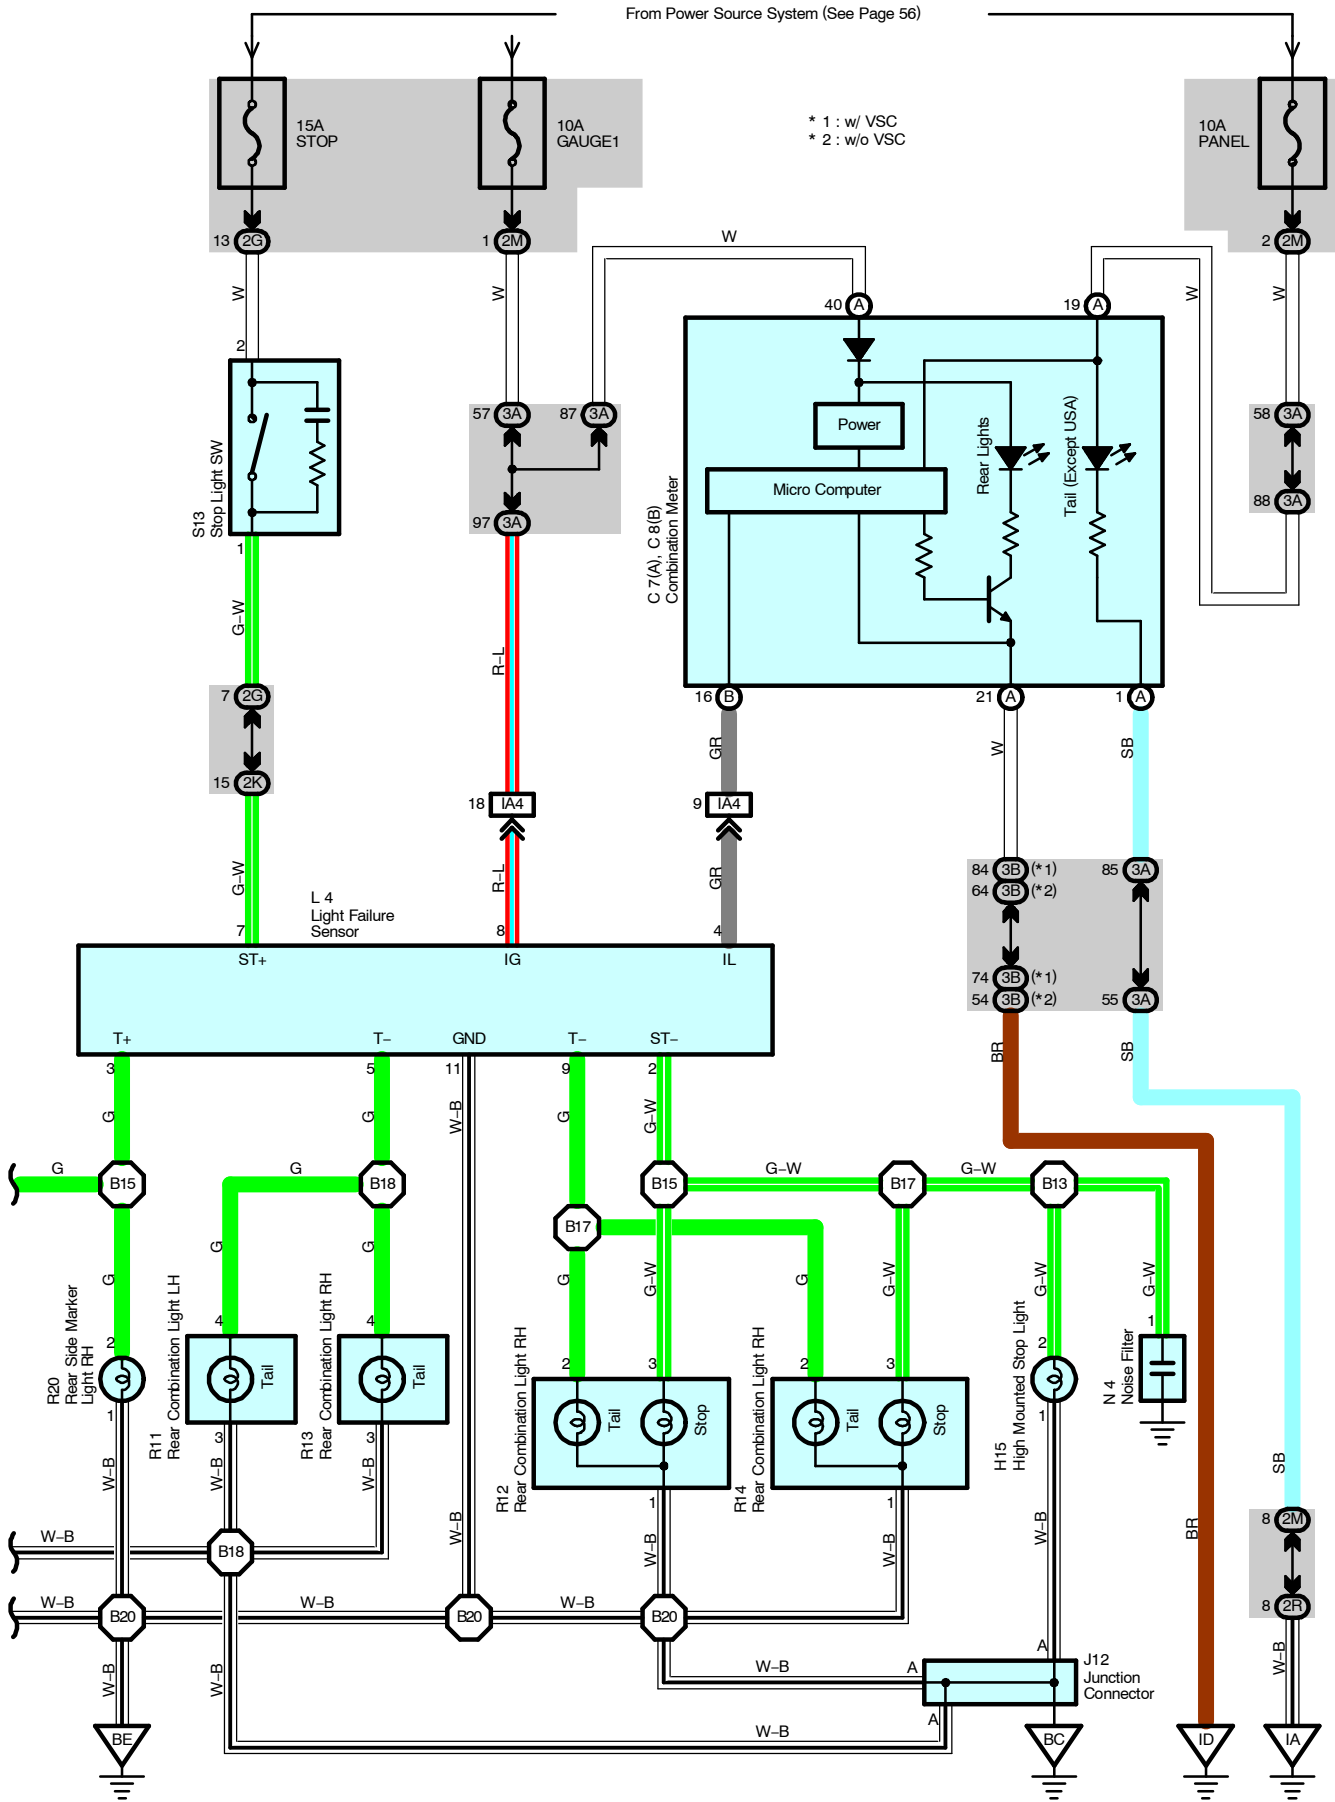 From Power Source System (See Page 56)
15A
STOP
10A
GAUGE1
* 1 : w/ VSC
* 2 : w/o VSC
10A
PANEL
13 2G
1 2M
2 2M
W
W
W
W
W
40 A
19 A
2
S13
Stop Light SW
1
57 3A
87 3A
97 3A
58 3A
88 3A
C 7(A), C 8(B)
Combination Meter
Power
Micro Computer
Rear Lights
Tail (Except USA)
G-W
R-L
7 2G
15 2K
16 B
21 A
1 A
GR
W
SB
18 IA4
9 IA4
G-W
R-L
GR
84 3B (*1)
64 3B (*2)
85 3A
74 3B (*1)
54 3B (*2)
55 3A
L 4
Light Failure
Sensor
7
8
4
ST+
IG
IL
T+
T-
GND
T-
ST-
3
5
11
9
2
G
G
W-B
G
G-W
BR
SB
G
B15
G
B18
B15
G-W
B17
G-W
B13
B17
G
G
G
G
G-W
G
G-W
G-W
G-W
R20
Rear Side Marker
Light RH
2
1
R11
Rear Combination Light LH
4
Tail
3
R13
Rear Combination Light RH
4
Tail
3
R12
Rear Combination Light RH
2
3
Tail
Stop
1
R14
Rear Combination Light RH
2
3
Tail
Stop
1
H15
High Mounted Stop Light
2
1
N 4
Noise Filter
1
W-B
W-B
W-B
W-B
W-B
W-B
W-B
BR
SB
8 2M
8 2R
W-B
B18
W-B
B20
W-B
B20
W-B
B20
W-B
W-B
W-B
A
A
J12
Junction
Connector
W-B
A
W-B
BE
BC
ID
IA